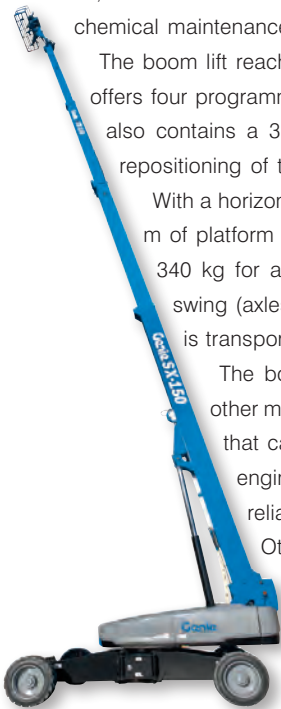 chemical maintenance
The boom lift reach
offers four programm
also contains a 3
repositioning of t
With a horizon
m of platform
340 kg for a
swing (axles
is transpor
The bo
other m
that ca
engin
relia
Ot
Genie SX-150
Genie